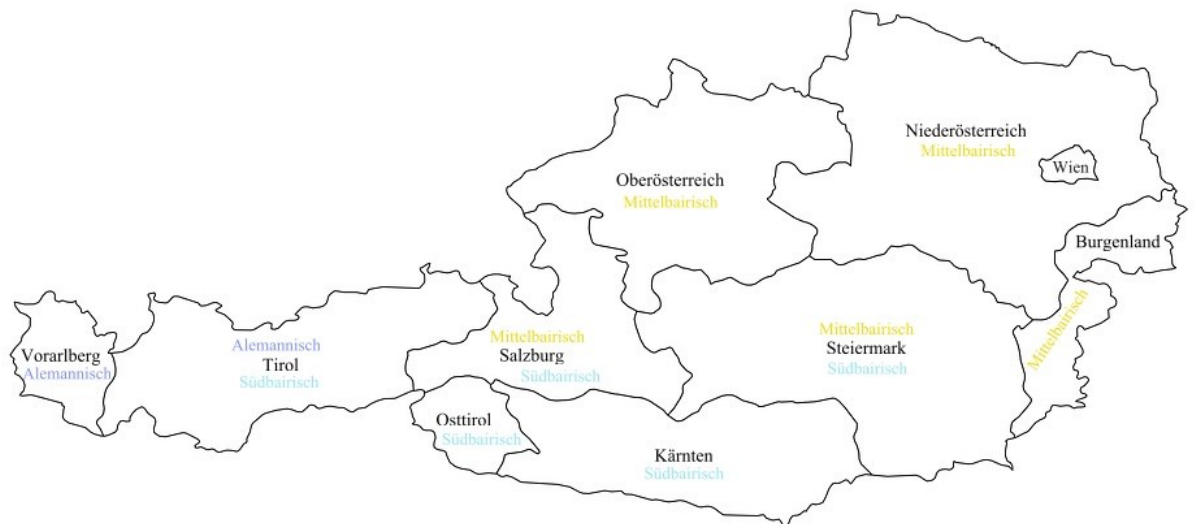 Niederösterreich
Mittelbairisch
Wien
Oberösterreich
Mittelbairisch
Burgenland
Mittelbairisch
Vorarlberg
Alemannisch
Alemannisch
Tirol
Südbairisch
Mittelbairisch
Salzburg
Südbairisch
Mittelbairisch
Steiermark
Südbairisch
Osttirol
Südbairisch
Kärnten
Südbairisch